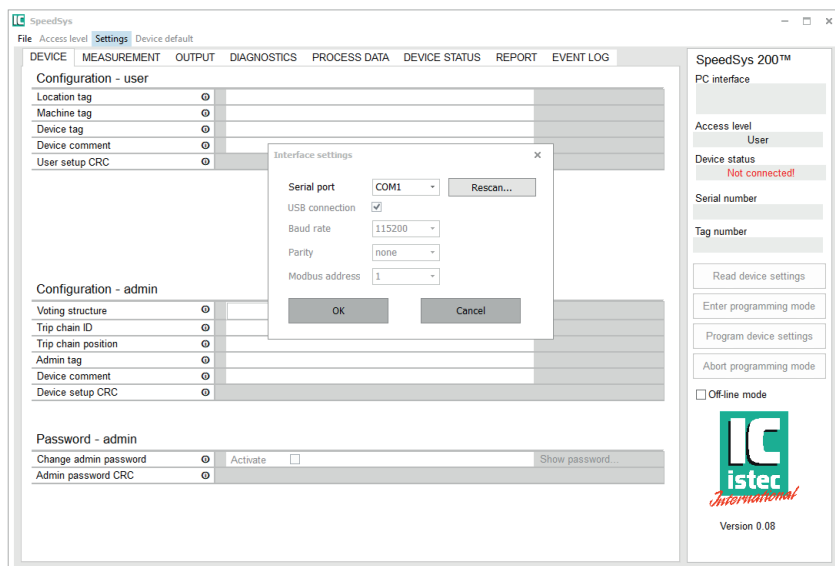 SpeedSys
File Access level Settings Device default
DEVICE MEASUREMENT OUTPUT DIAGNOSTICS PROCESS DATA DEVICE STATUS REPORT EVENT LOG
Configuration - user
Location tag
Machine tag
Device tag
Device comment
User setup CRC
Configuration - admin
Voting structure
Trip chain ID
Trip chain position
Admin tag
Device comment
Device setup CRC
Password - admin
Change admin password Activate Show password...
Admin password CRC
Interface settings
Serial port COM1 Rescan...
USB connection
Baud rate 115200
Parity none
Modbus address 1
OK Cancel
SpeedSys 200™
PC interface
Access level
User
Device status
Not connected!
Serial number
Tag number
Read device settings
Enter programming mode
Program device settings
Abort programming mode
Off-line mode
IC
istec
International
Version 0.08